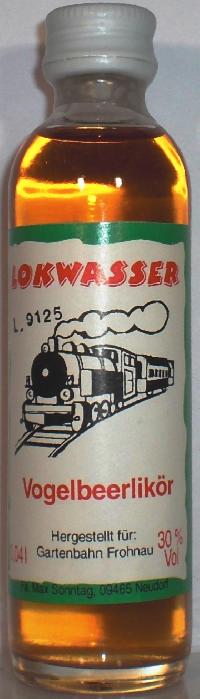 LOKWASSER
L. 9125
Vogelbeerlikör
Hergestellt für:
Gartenbahn Frohnau
30 %
Vol
0,04l
Fa. Max Sonntag, 09465 Neudorf